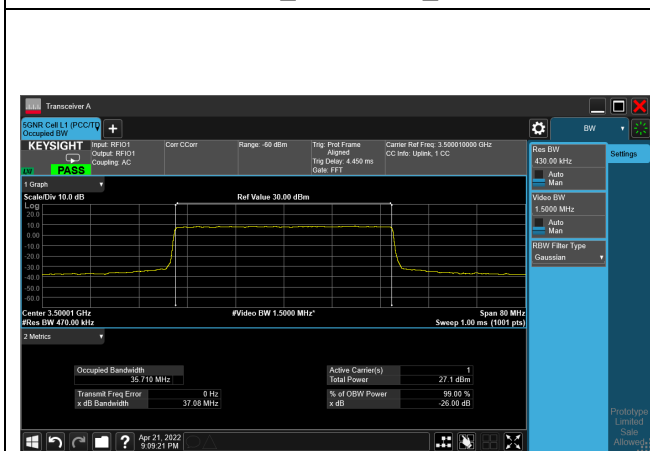 Transceiver A
5GNR Cell L1 (PCC/TD
Occupied BW
BW
KEYSIGHT
Input: RFIO1
Output: RFIO1
Coupling: AC
Corr CCorr
Range: -60 dBm
Trig: Prot Frame
Aligned
Trig Delay: 4.450 ms
Gate: FFT
Carrier Ref Freq: 3.500010000 GHz
CC Info: Uplink, 1 CC
PASS
Res BW
430.00 kHz
Auto
Man
Settings
Video BW
1.5000 MHz
Auto
Man
RBW Filter Type
Gaussian
1 Graph
Scale/Div 10.0 dB
Ref Value 30.00 dBm
Log
20.0
10.0
0.00
-10.0
-20.0
-30.0
-40.0
-50.0
-60.0
Center 3.50001 GHz
#Video BW 1.5000 MHz*
Span 80 MHz
#Res BW 470.00 kHz
Sweep 1.00 ms (1001 pts)
2 Metrics
Occupied Bandwidth
35.710 MHz
Active Carrier(s) 1
Total Power 27.1 dBm
Transmit Freq Error 0 Hz
x dB Bandwidth 37.08 MHz
% of OBW Power 99.00 %
x dB -26.00 dB
Prototype
Limited
Sale
Allowed
Apr 21, 2022
9:09:21 PM